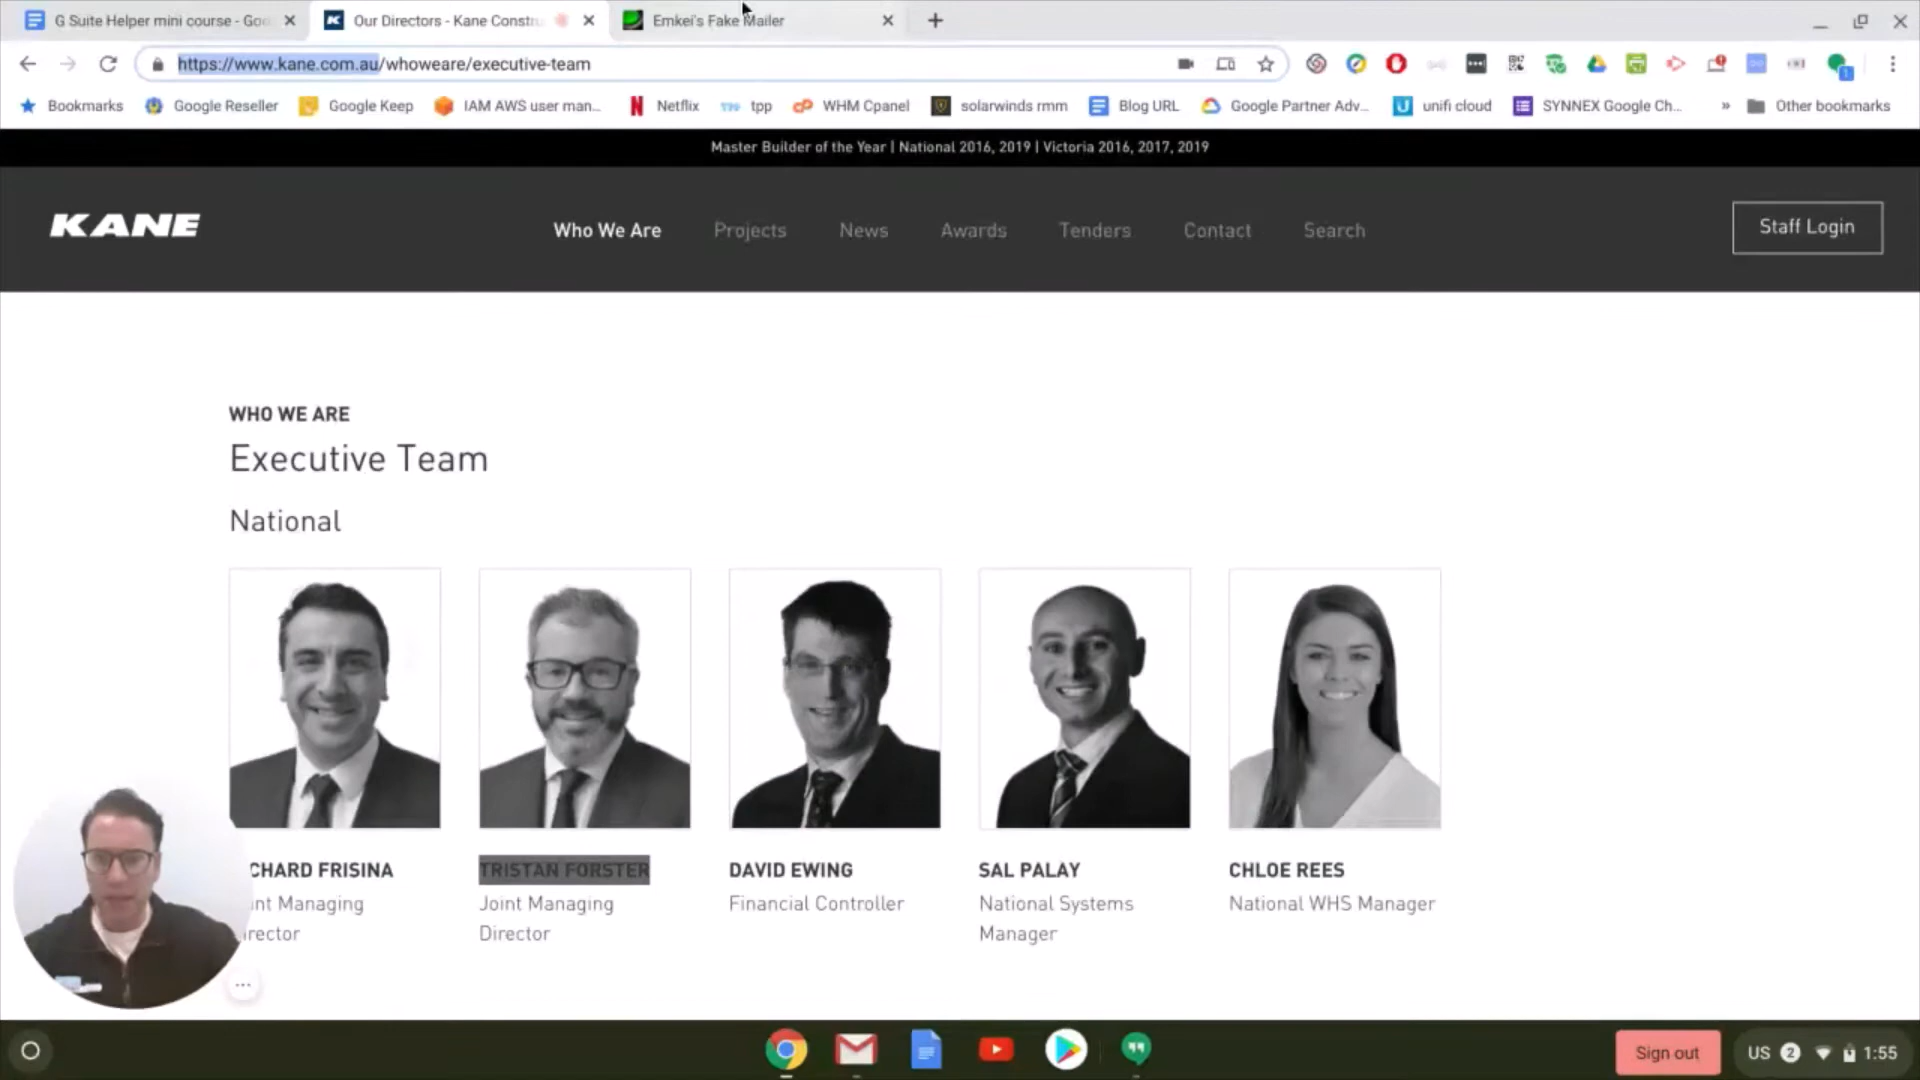 G Suite Helper mini course - Goo
Our Directors - Kane Constru
Emkei's Fake Mailer
https://www.kane.com.au/whoweare/executive-team
Bookmarks
Google Reseller
Google Keep
IAM AWS user man...
Netflix
tpp
WHM Cpanel
solarwinds rmm
Blog URL
Google Partner Adv...
unifi cloud
SYNNEX Google Ch...
»
Other bookmarks
Master Builder of the Year | National 2016, 2019 | Victoria 2016, 2017, 2019
KANE
Who We Are
Projects
News
Awards
Tenders
Contact
Search
Staff Login
WHO WE ARE
Executive Team
National
CHARD FRISINA
int Managing
irector
TRISTAN FORSTER
Joint Managing
Director
DAVID EWING
Financial Controller
SAL PALAY
National Systems
Manager
CHLOE REES
National WHS Manager
Sign out
US
2
1:55